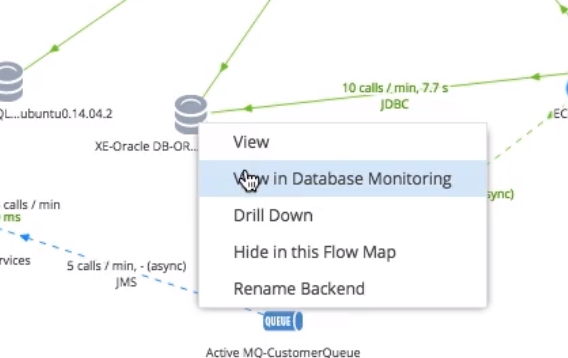 10 calls / min, 7.7 s
JDBC
QL...ubuntu0.14.04.2
EC
XE-Oracle DB-OR...
View
View in Database Monitoring
sync)
Drill Down
calls / min
ms
Hide in this Flow Map
rvices
5 calls / min, - (async)
JMS
Rename Backend
QUEUE
Active MQ-CustomerQueue